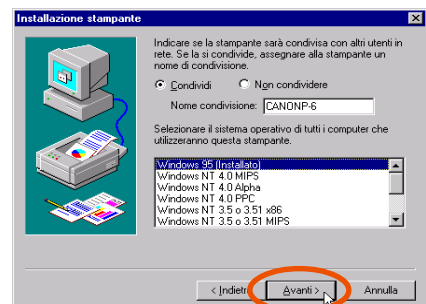 Installazione stampante
Indicare se la stampante sarà condivisa con altri utenti in
rete. Se la si condivide, assegnare alla stampante un
nome di condivisione.
Condividi Non condividere
Nome condivisione: CANONP-6
Selezionare il sistema operativo di tutti i computer che
utilizzeranno questa stampante.
Windows 95 (Installato)
Windows NT 4.0 MIPS
Windows NT 4.0 Alpha
Windows NT 4.0 PPC
Windows NT 3.5 o 3.51 x86
Windows NT 3.5 o 3.51 MIPS
< Indietro Avanti > Annulla